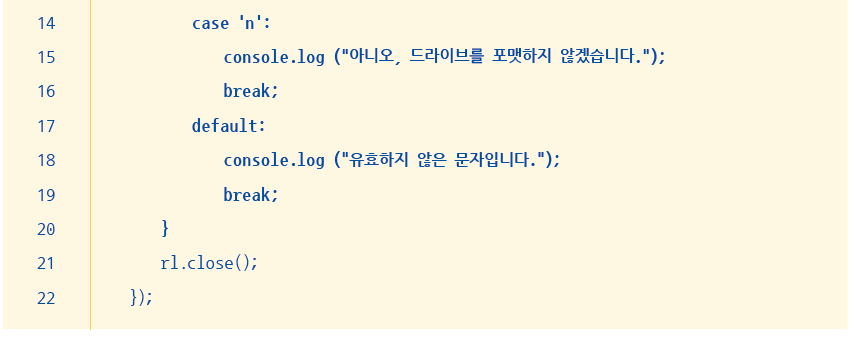 14 case 'n':
15 console.log ("아니오, 드라이브를 포맷하지 않겠습니다.");
16 break;
17 default:
18 console.log ("유효하지 않은 문자입니다.");
19 break;
20 }
21 rl.close();
22 });